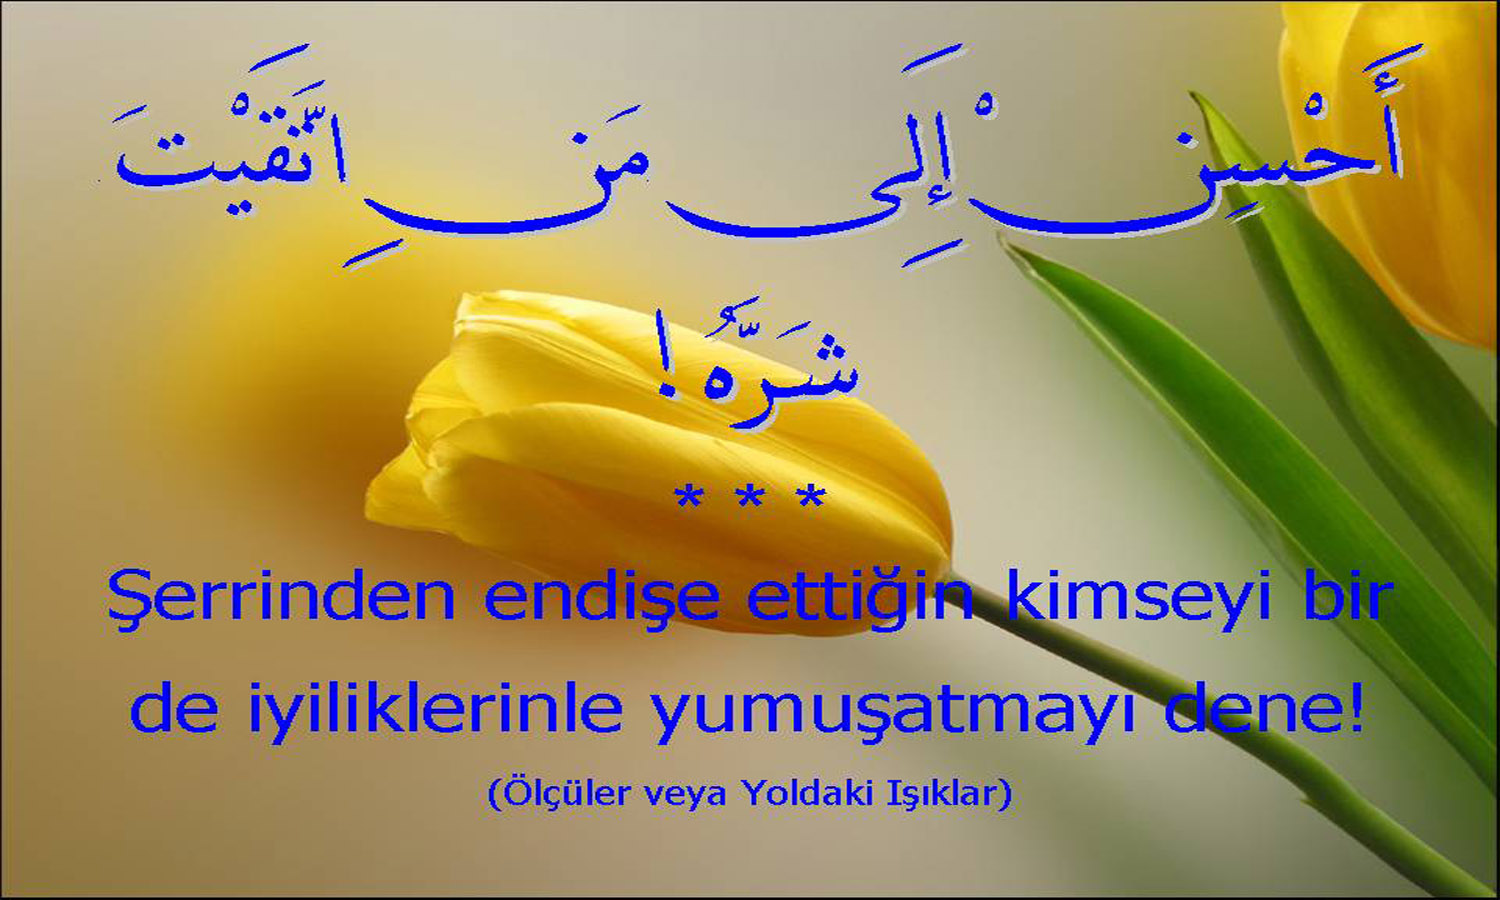 أَحْسِنْ إِلَى مَنِ اتَّقَيْتَ
شَرَّهُ!
* * *
Şerrinden endişe ettiğin kimseyi bir
de iyiliklerinle yumuşatmayı dene!
(Ölçüler veya Yoldaki Işıklar)